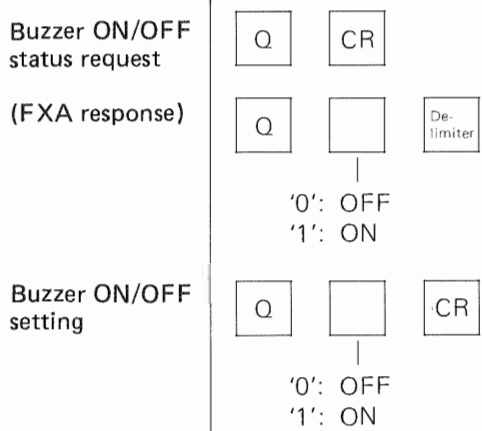 Buzzer ON/OFF
status request
Q CR
(FXA response)
Q De-
limiter
'0': OFF
'1': ON
Buzzer ON/OFF
setting
Q CR
'0': OFF
'1': ON